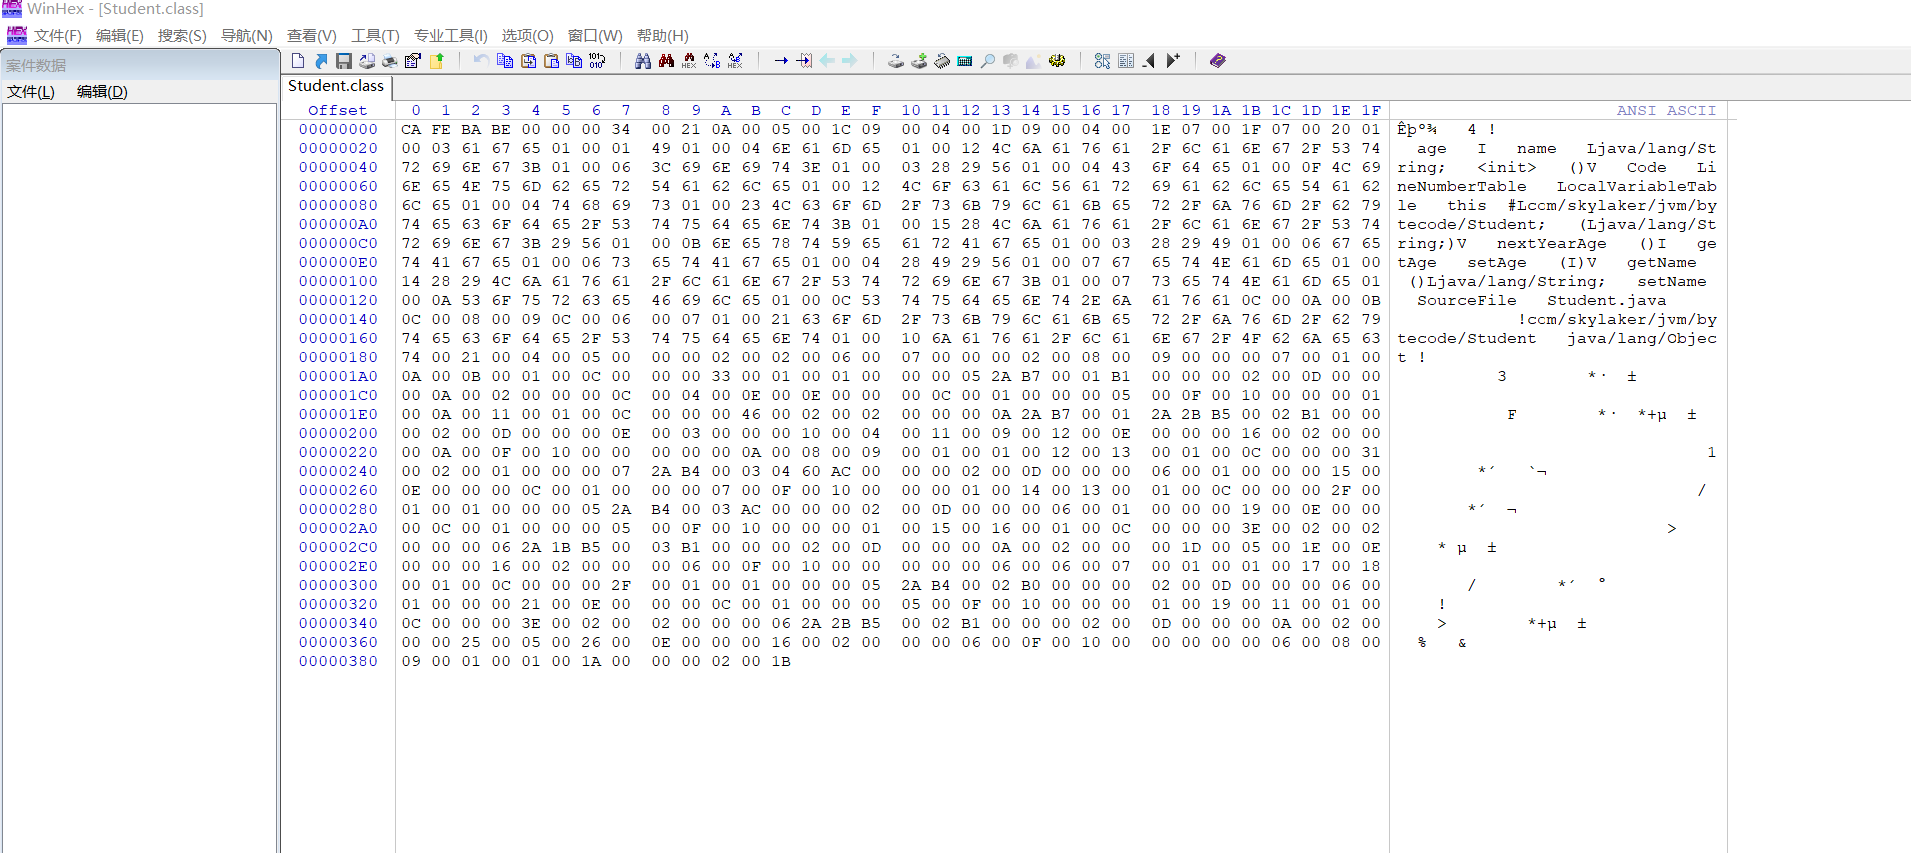 WinHex - [Student.class]
文件(F) 编辑(E) 搜索(S) 导航(N) 查看(V) 工具(T) 专业工具(I) 选项(O) 窗口(W) 帮助(H)
案件数据
文件(L) 编辑(D)
Student.class
Offset 0 1 2 3 4 5 6 7 8 9 A B C D E F 10 11 12 13 14 15 16 17 18 19 1A 1B 1C 1D 1E 1F ANSI ASCII
00000000 CA FE BA BE 00 00 00 34 00 21 0A 00 05 00 1C 09 00 04 00 1D 09 00 04 00 1E 07 00 1F 07 00 20 01 Êþº¾ 4 !
00000020 00 03 61 67 65 01 00 01 49 01 00 04 6E 61 6D 65 01 00 12 4C 6A 61 76 61 2F 6C 61 6E 67 2F 53 74 age I name Ljava/lang/St
00000040 72 69 6E 67 3B 01 00 06 3C 69 6E 69 74 3E 01 00 03 28 29 56 01 00 04 43 6F 64 65 01 00 0F 4C 69 ring; <init> ()V Code Li
00000060 6E 65 4E 75 6D 62 65 72 54 61 62 6C 65 01 00 12 4C 6F 63 61 6C 56 61 72 69 61 62 6C 65 54 61 62 neNumberTable LocalVariableTab
00000080 6C 65 01 00 04 74 68 69 73 01 00 23 4C 63 6F 6D 2F 73 6B 79 6C 61 6B 65 72 2F 6A 76 6D 2F 62 79 le this #Lcom/skylaker/jvm/by
000000A0 74 65 63 6F 64 65 2F 53 74 75 64 65 6E 74 3B 01 00 15 28 4C 6A 61 76 61 2F 6C 61 6E 67 2F 53 74 tecode/Student; (Ljava/lang/St
000000C0 72 69 6E 67 3B 29 56 01 00 0B 6E 65 78 74 59 65 61 72 41 67 65 01 00 03 28 29 49 01 00 06 67 65 ring;)V nextYearAge ()I ge
000000E0 74 41 67 65 01 00 06 73 65 74 41 67 65 01 00 04 28 49 29 56 01 00 07 67 65 74 4E 61 6D 65 01 00 tAge setAge (I)V getName
00000100 14 28 29 4C 6A 61 76 61 2F 6C 61 6E 67 2F 53 74 72 69 6E 67 3B 01 00 07 73 65 74 4E 61 6D 65 01 ()Ljava/lang/String; setName
00000120 00 0A 53 6F 75 72 63 65 46 69 6C 65 01 00 0C 53 74 75 64 65 6E 74 2E 6A 61 76 61 0C 00 0A 00 0B SourceFile Student.java
00000140 0C 00 08 00 09 0C 00 06 00 07 01 00 21 63 6F 6D 2F 73 6B 79 6C 61 6B 65 72 2F 6A 76 6D 2F 62 79 !com/skylaker/jvm/by
00000160 74 65 63 6F 64 65 2F 53 74 75 64 65 6E 74 01 00 10 6A 61 76 61 2F 6C 61 6E 67 2F 4F 62 6A 65 63 tecode/Student java/lang/Objec
00000180 74 00 21 00 04 00 05 00 00 00 02 00 02 00 06 00 07 00 00 00 02 00 08 00 09 00 00 00 07 00 01 00 t !
000001A0 0A 00 0B 00 01 00 0C 00 00 00 33 00 01 00 01 00 00 00 05 2A B7 00 01 B1 00 00 00 02 00 0D 00 00 3 *· ±
000001C0 00 0A 00 02 00 00 00 0C 00 04 00 0E 00 0E 00 00 00 0C 00 01 00 00 00 05 00 0F 00 10 00 00 00 01
000001E0 00 0A 00 11 00 01 00 0C 00 00 00 46 00 02 00 02 00 00 00 0A 2A B7 00 01 2A 2B B5 00 02 B1 00 00 00 F *· *+µ ±
00000200 00 02 00 0D 00 00 00 0E 00 03 00 00 00 10 00 04 00 11 00 09 00 12 00 0E 00 00 00 16 00 02 00 00
00000220 00 0A 00 0F 00 10 00 00 00 00 00 0A 00 08 00 09 00 01 00 01 00 12 00 13 00 01 00 0C 00 00 00 31 1
00000240 00 02 00 01 00 00 00 07 2A B4 00 03 04 60 AC 00 00 00 02 00 0D 00 00 00 06 00 01 00 00 00 15 00 *´ `¬
00000260 0E 00 00 00 0C 00 01 00 00 00 07 00 0F 00 10 00 00 00 01 00 14 00 13 00 01 00 0C 00 00 00 2F 00 /
00000280 01 00 01 00 00 00 05 2A B4 00 03 AC 00 00 00 02 00 0D 00 00 00 06 00 01 00 00 00 19 00 0E 00 00 *´ ¬
000002A0 00 0C 00 01 00 00 00 05 00 0F 00 10 00 00 00 01 00 15 00 16 00 01 00 0C 00 00 00 3E 00 02 00 02 >
000002C0 00 00 00 06 2A 1B B5 00 03 B1 00 00 00 02 00 0D 00 00 00 0A 00 02 00 00 00 1D 00 05 00 1E 00 0E * µ ±
000002E0 00 00 00 16 00 02 00 00 00 06 00 0F 00 10 00 00 00 00 00 06 00 06 00 07 00 01 00 01 00 17 00 18
00000300 00 01 00 0C 00 00 00 2F 00 01 00 01 00 00 00 05 2A B4 00 02 B0 00 00 00 02 00 0D 00 00 00 06 00 / *´ °
00000320 01 00 00 00 21 00 0E 00 00 00 0C 00 01 00 00 00 05 00 0F 00 10 00 00 00 01 00 19 00 11 00 01 00 !
00000340 0C 00 00 00 3E 00 02 00 02 00 00 00 06 2A 2B B5 00 02 B1 00 00 00 02 00 0D 00 00 00 0A 00 02 00 > *+µ ±
00000360 00 00 25 00 05 00 26 00 0E 00 00 00 16 00 02 00 00 00 06 00 0F 00 10 00 00 00 00 00 06 00 08 00 % &
00000380 09 00 01 00 01 00 1A 00 00 00 02 00 1B